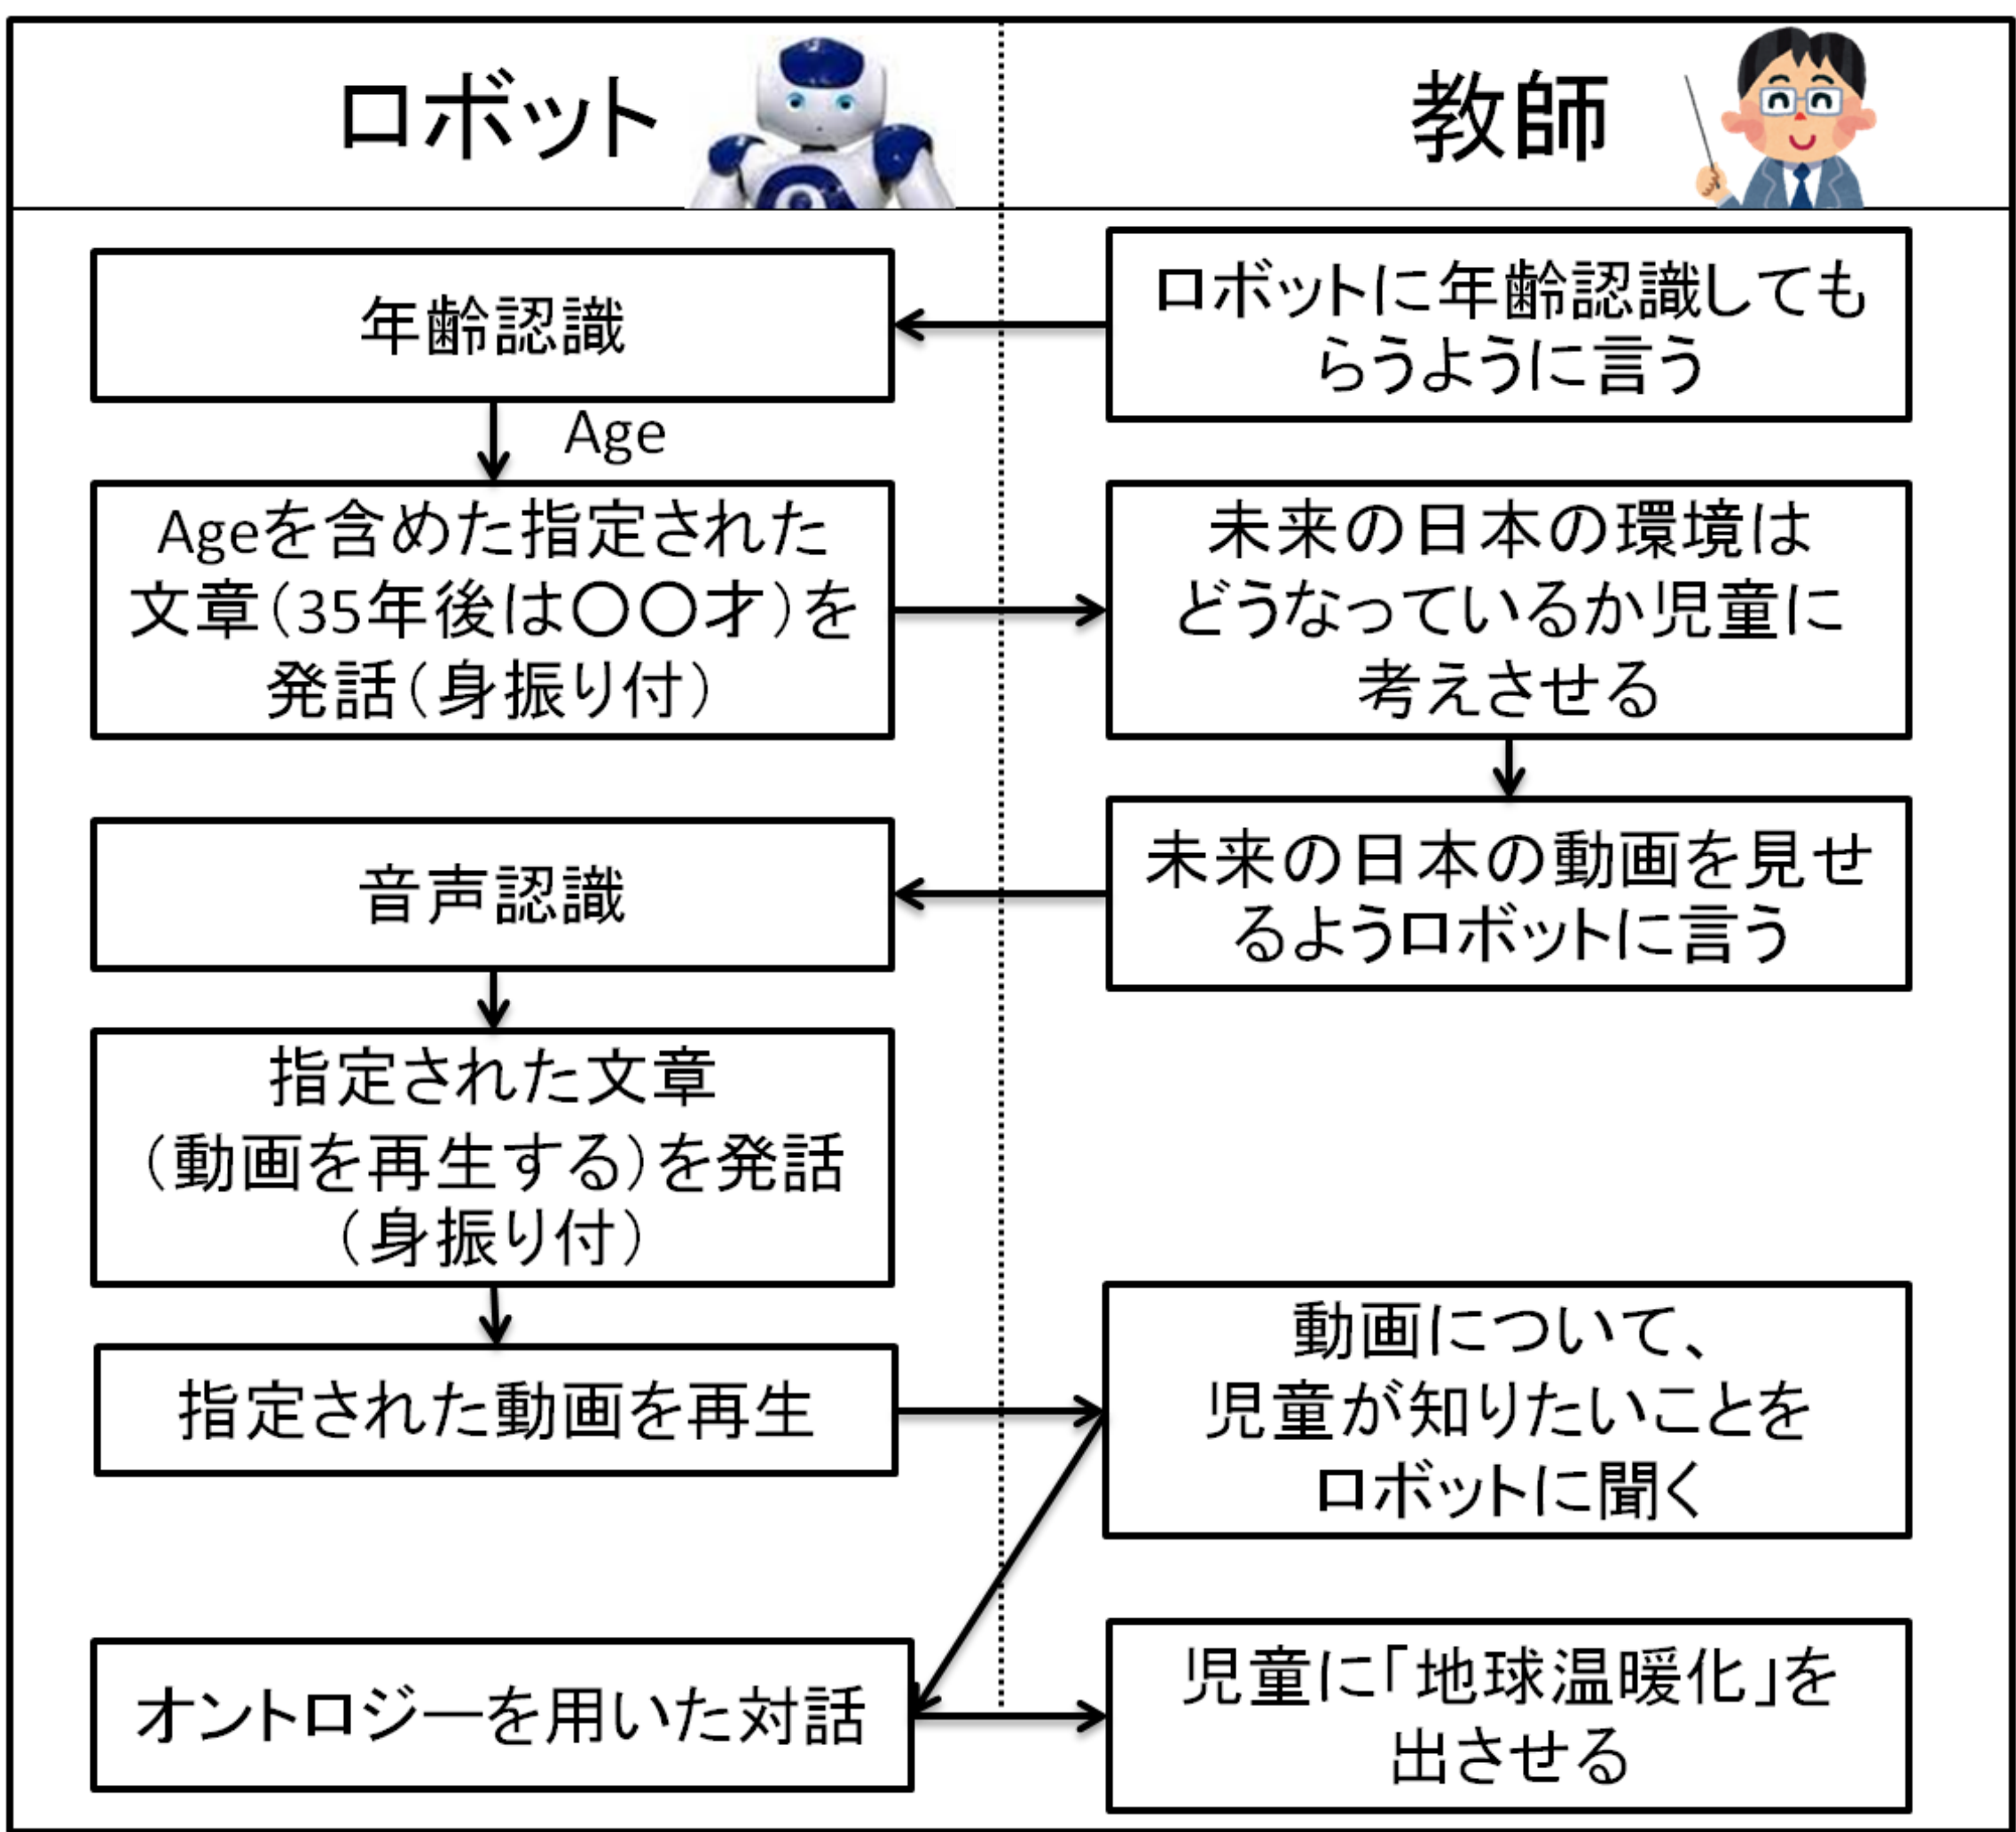 ロボット
教師
ロボットに年齢認識しても
らうように言う
年齢認識
Age
Ageを含めた指定された
文章(35年後は〇〇才)を
発話(身振り付)
未来の日本の環境は
どうなっているか児童に
考えさせる
未来の日本の動画を見せ
るようロボットに言う
音声認識
指定された文章
(動画を再生する)を発話
(身振り付)
指定された動画を再生
動画について、
児童が知りたいことを
ロボットに聞く
オントロジーを用いた対話
児童に「地球温暖化」を
出させる